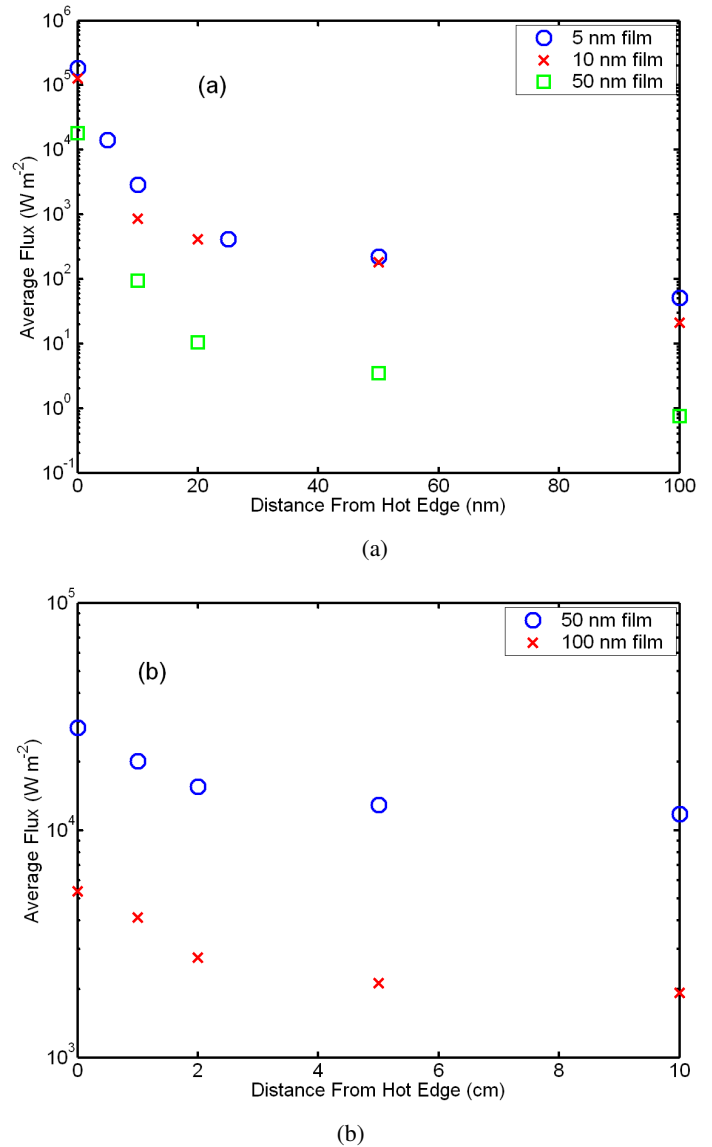 10^6
10^5
10^4
10^3
10^2
10^1
10^0
10^-1
Average Flux (W m^-2)
(a)
5 nm film
10 nm film
50 nm film
0 20 40 60 80 100
Distance From Hot Edge (nm)
(a)
10^5
10^4
10^3
Average Flux (W m^-2)
(b)
50 nm film
100 nm film
0 2 4 6 8 10
Distance From Hot Edge (cm)
(b)